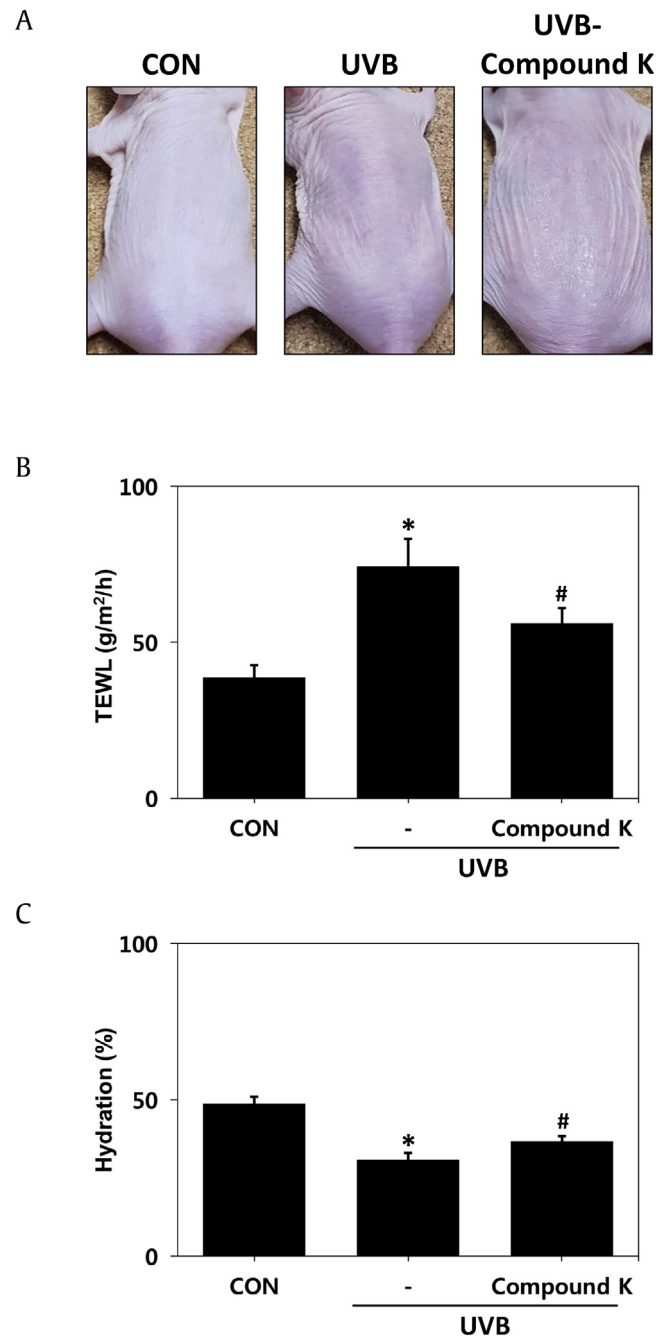 A
CON
UVB
UVB-
Compound K
B
100
50
0
TEWL (g/m²/h)
*
#
CON
-
Compound K
UVB
C
100
50
0
Hydration (%)
*
#
CON
-
Compound K
UVB